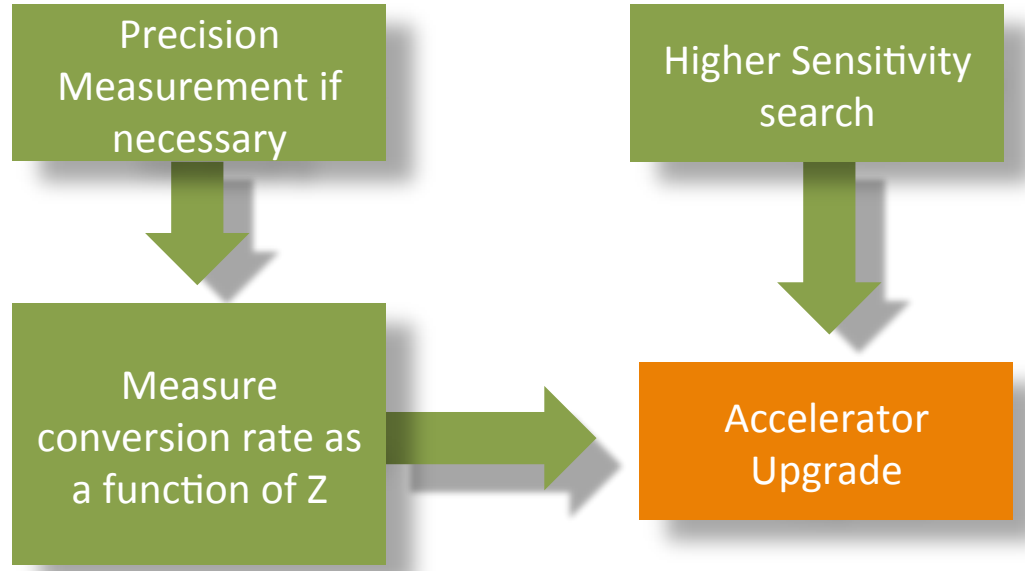 Precision
Measurement if
necessary
Higher Sensitivity
search
Measure
conversion rate as
a function of Z
Accelerator
Upgrade